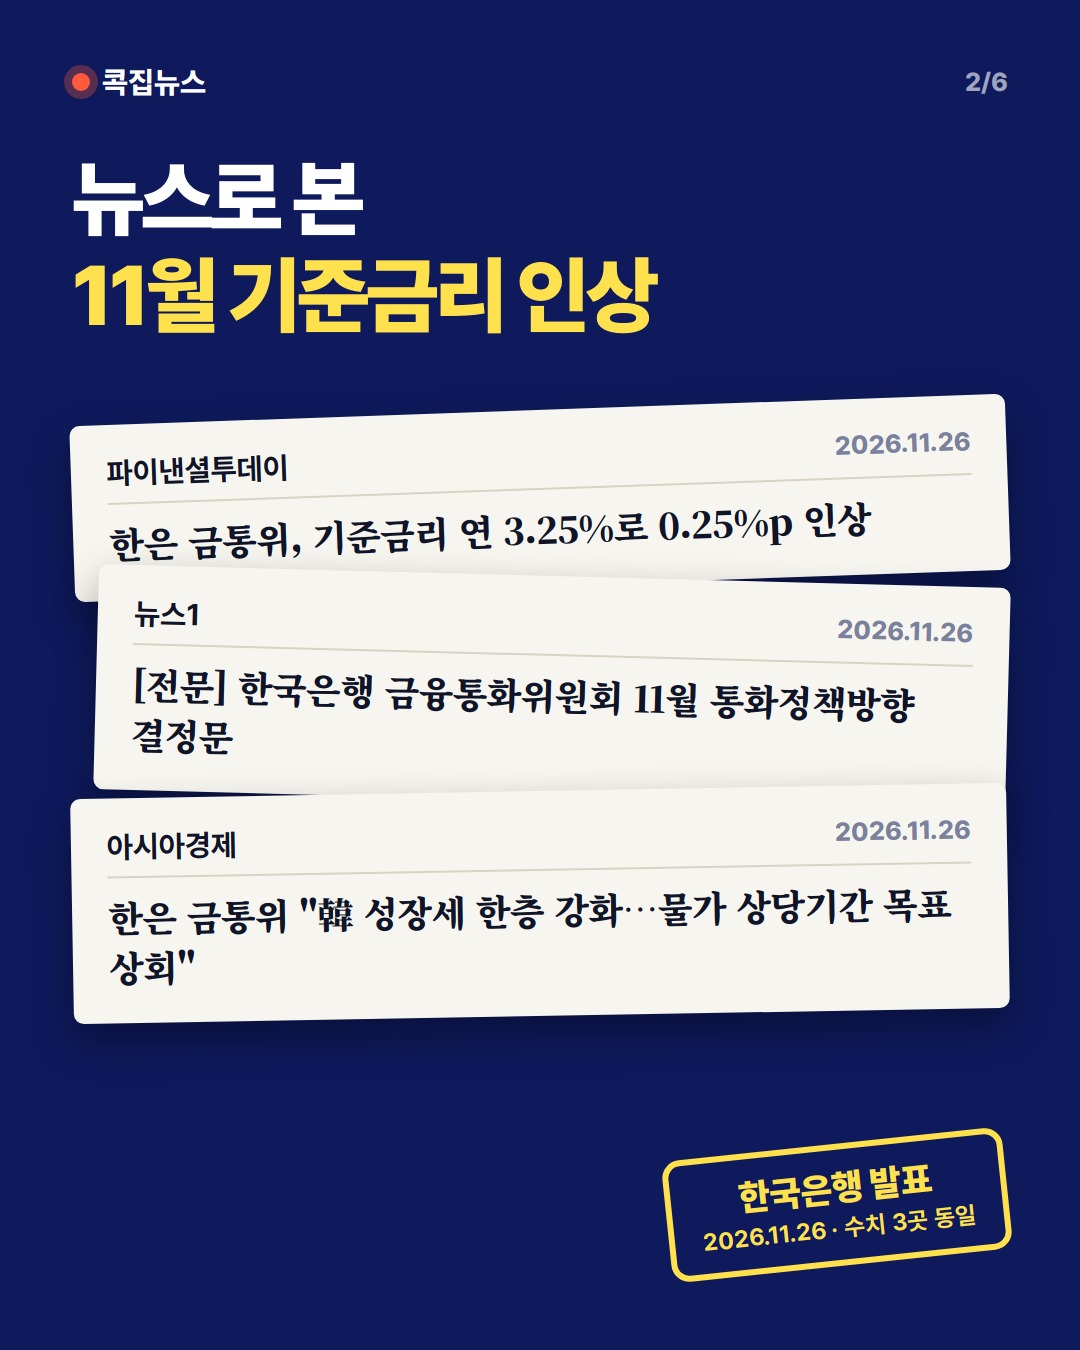 콕집뉴스
2/6
뉴스로 본
11월 기준금리 인상
파이낸셜투데이
2026.11.26
한은 금통위, 기준금리 연 3.25%로 0.25%p 인상
뉴스1
2026.11.26
[전문] 한국은행 금융통화위원회 11월 통화정책방향
결정문
아시아경제
2026.11.26
한은 금통위 "韓 성장세 한층 강화…물가 상당기간 목표
상회"
한국은행 발표
2026.11.26 · 수치 3곳 동일